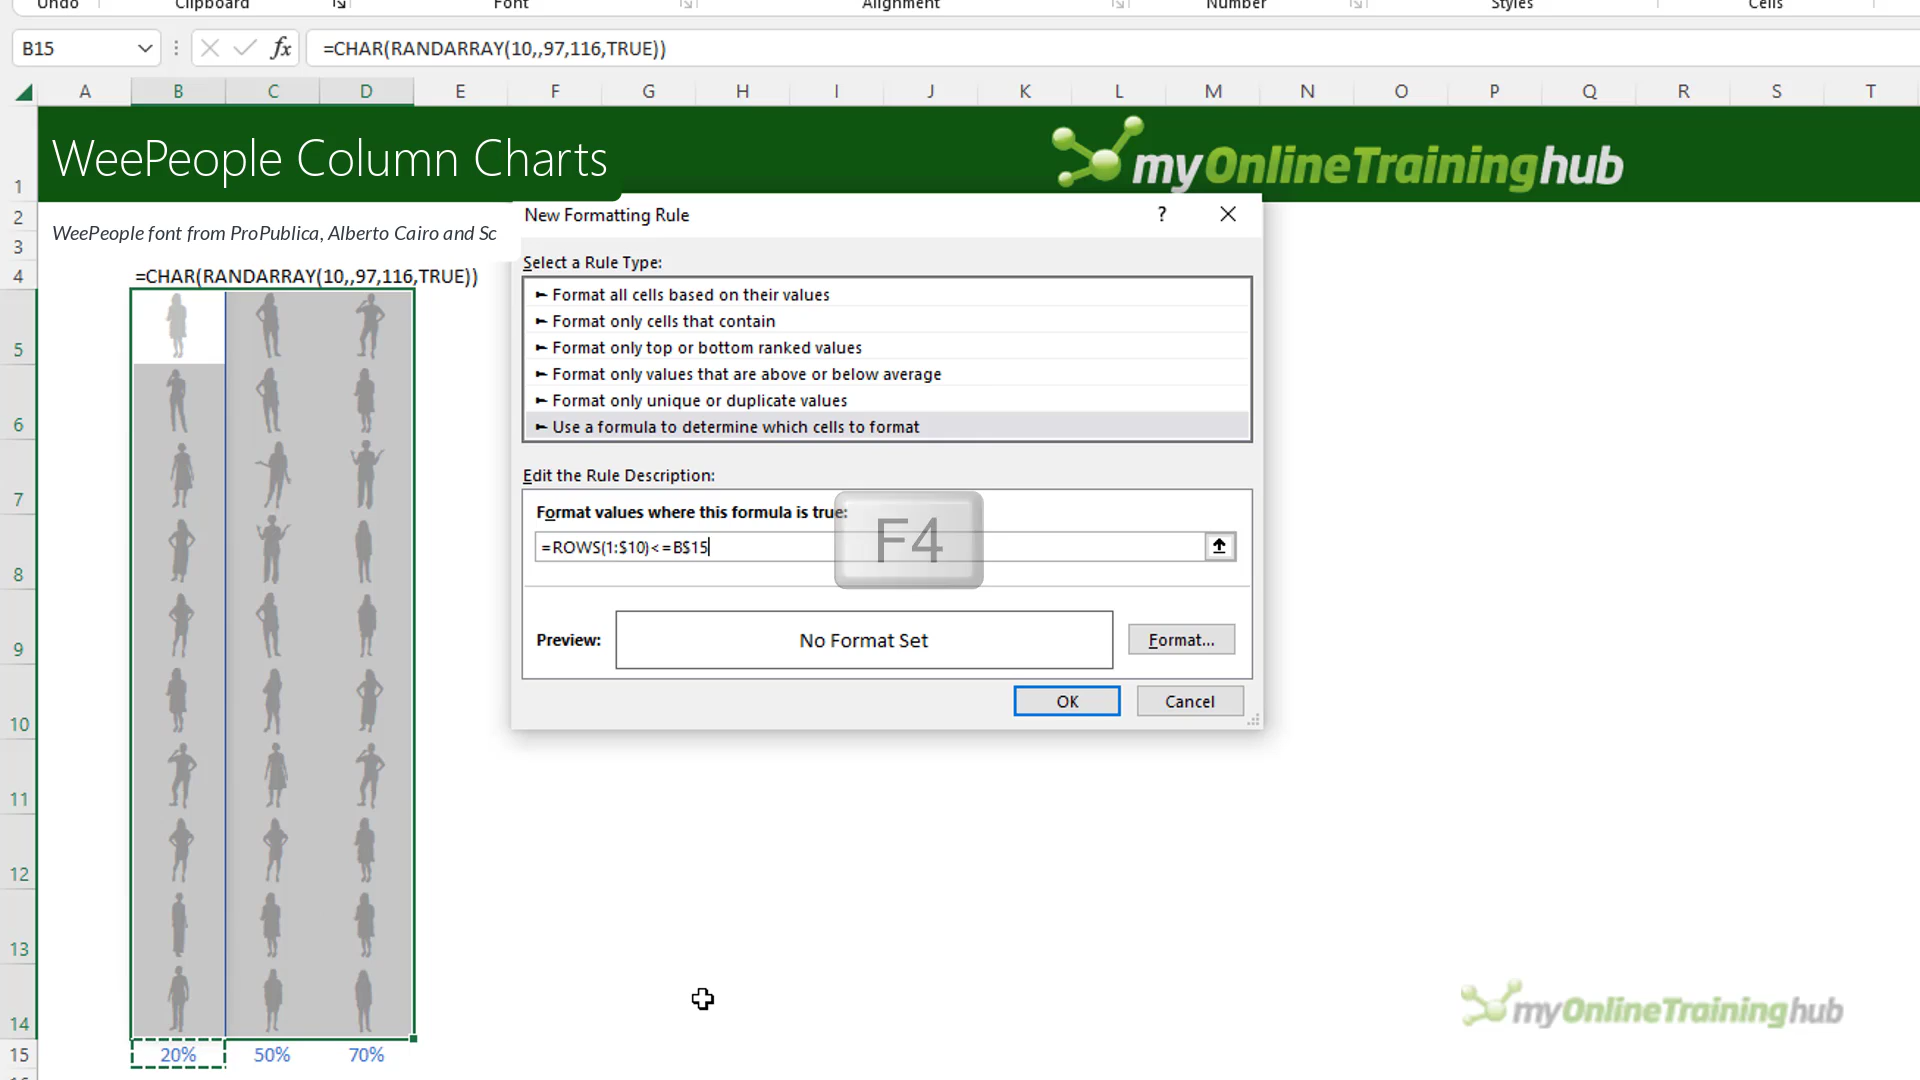 Undo Clipboard Font Alignment Number Styles Cells
B15 fx =CHAR(RANDARRAY(10,,97,116,TRUE))
A B C D E F G H I J K L M N O P Q R S T
1 WeePeople Column Charts myOnlineTraininghub
2
3 WeePeople font from ProPublica, Alberto Cairo and Sc
4 =CHAR(RANDARRAY(10,,97,116,TRUE))
5
6
7
8
9
10
11
12
13
14
15 20% 50% 70%
New Formatting Rule ?
Select a Rule Type:
► Format all cells based on their values
► Format only cells that contain
► Format only top or bottom ranked values
► Format only values that are above or below average
► Format only unique or duplicate values
► Use a formula to determine which cells to format
Edit the Rule Description:
Format values where this formula is true:
=ROWS(1:$10)<=B$15
F4
Preview: No Format Set Format...
OK Cancel
myOnlineTraininghub